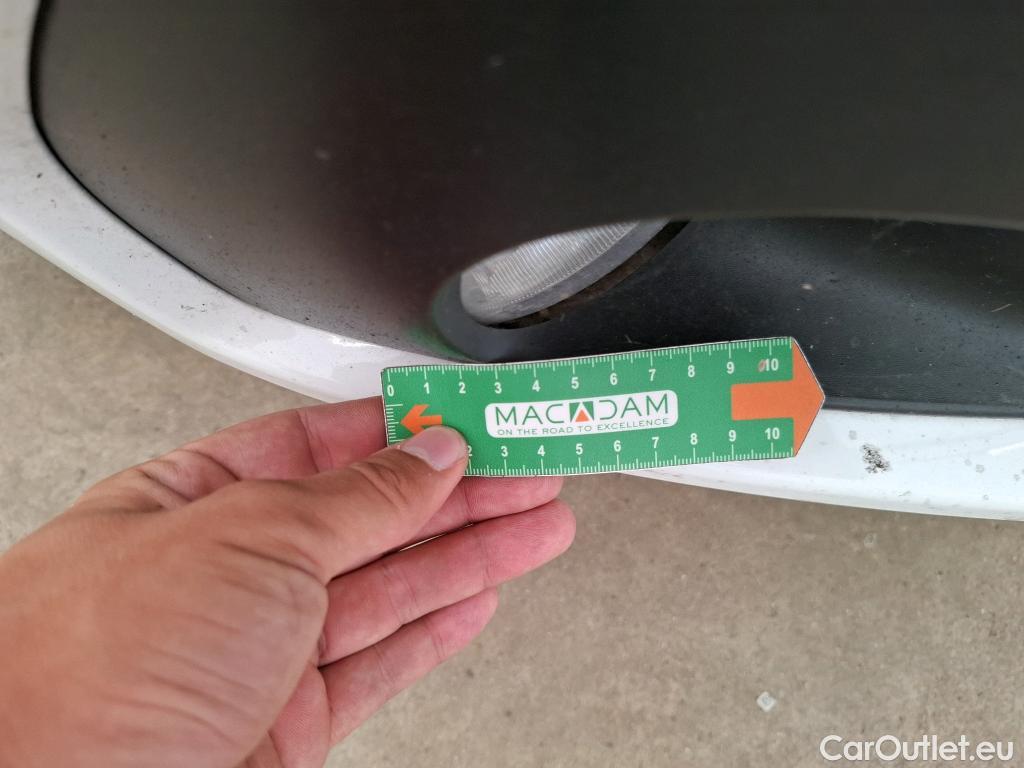 0 1 2 3 4 5 6 7 8 9 10
MACADAM
ON THE ROAD TO EXCELLENCE
2 3 4 5 6 7 8 9 10
CarOutlet.eu